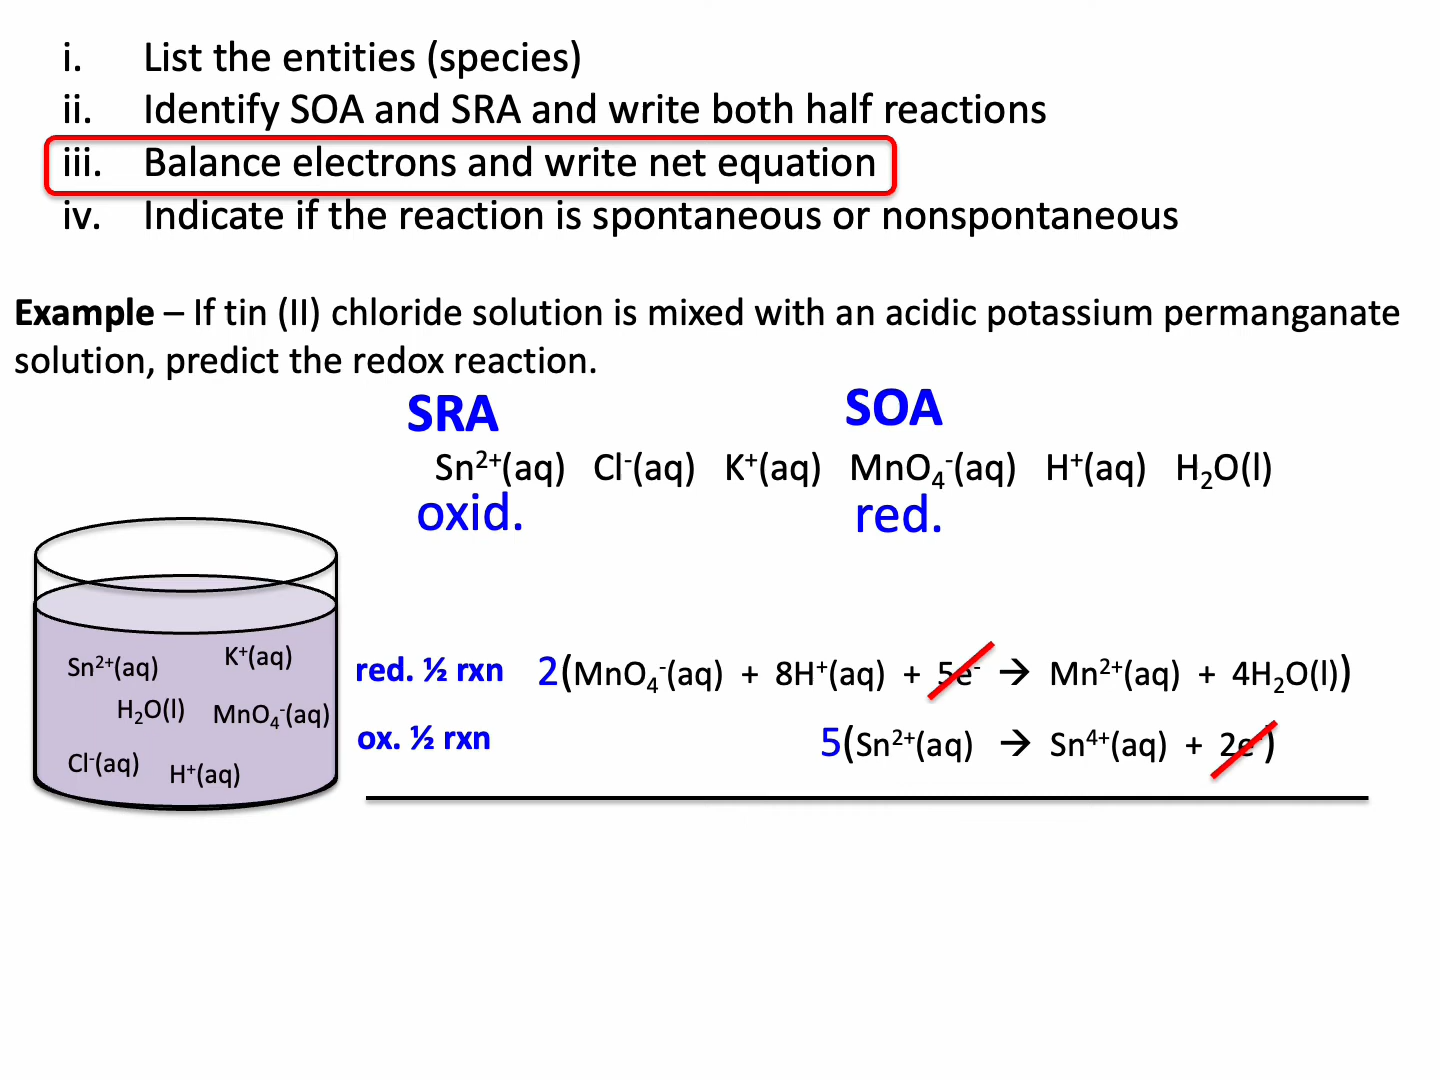 i. List the entities (species)
ii. Identify SOA and SRA and write both half reactions
iii. Balance electrons and write net equation
iv. Indicate if the reaction is spontaneous or nonspontaneous
Example – If tin (II) chloride solution is mixed with an acidic potassium permanganate
solution, predict the redox reaction.
SRA SOA
Sn²⁺(aq) Cl⁻(aq) K⁺(aq) MnO₄⁻(aq) H⁺(aq) H₂O(l)
oxid. red.
Sn²⁺(aq) K⁺(aq)
H₂O(l) MnO₄⁻(aq)
Cl⁻(aq) H⁺(aq)
red. ½ rxn 2(MnO₄⁻(aq) + 8H⁺(aq) + 5e⁻ → Mn²⁺(aq) + 4H₂O(l))
ox. ½ rxn 5(Sn²⁺(aq) → Sn⁴⁺(aq) + 2e⁻)